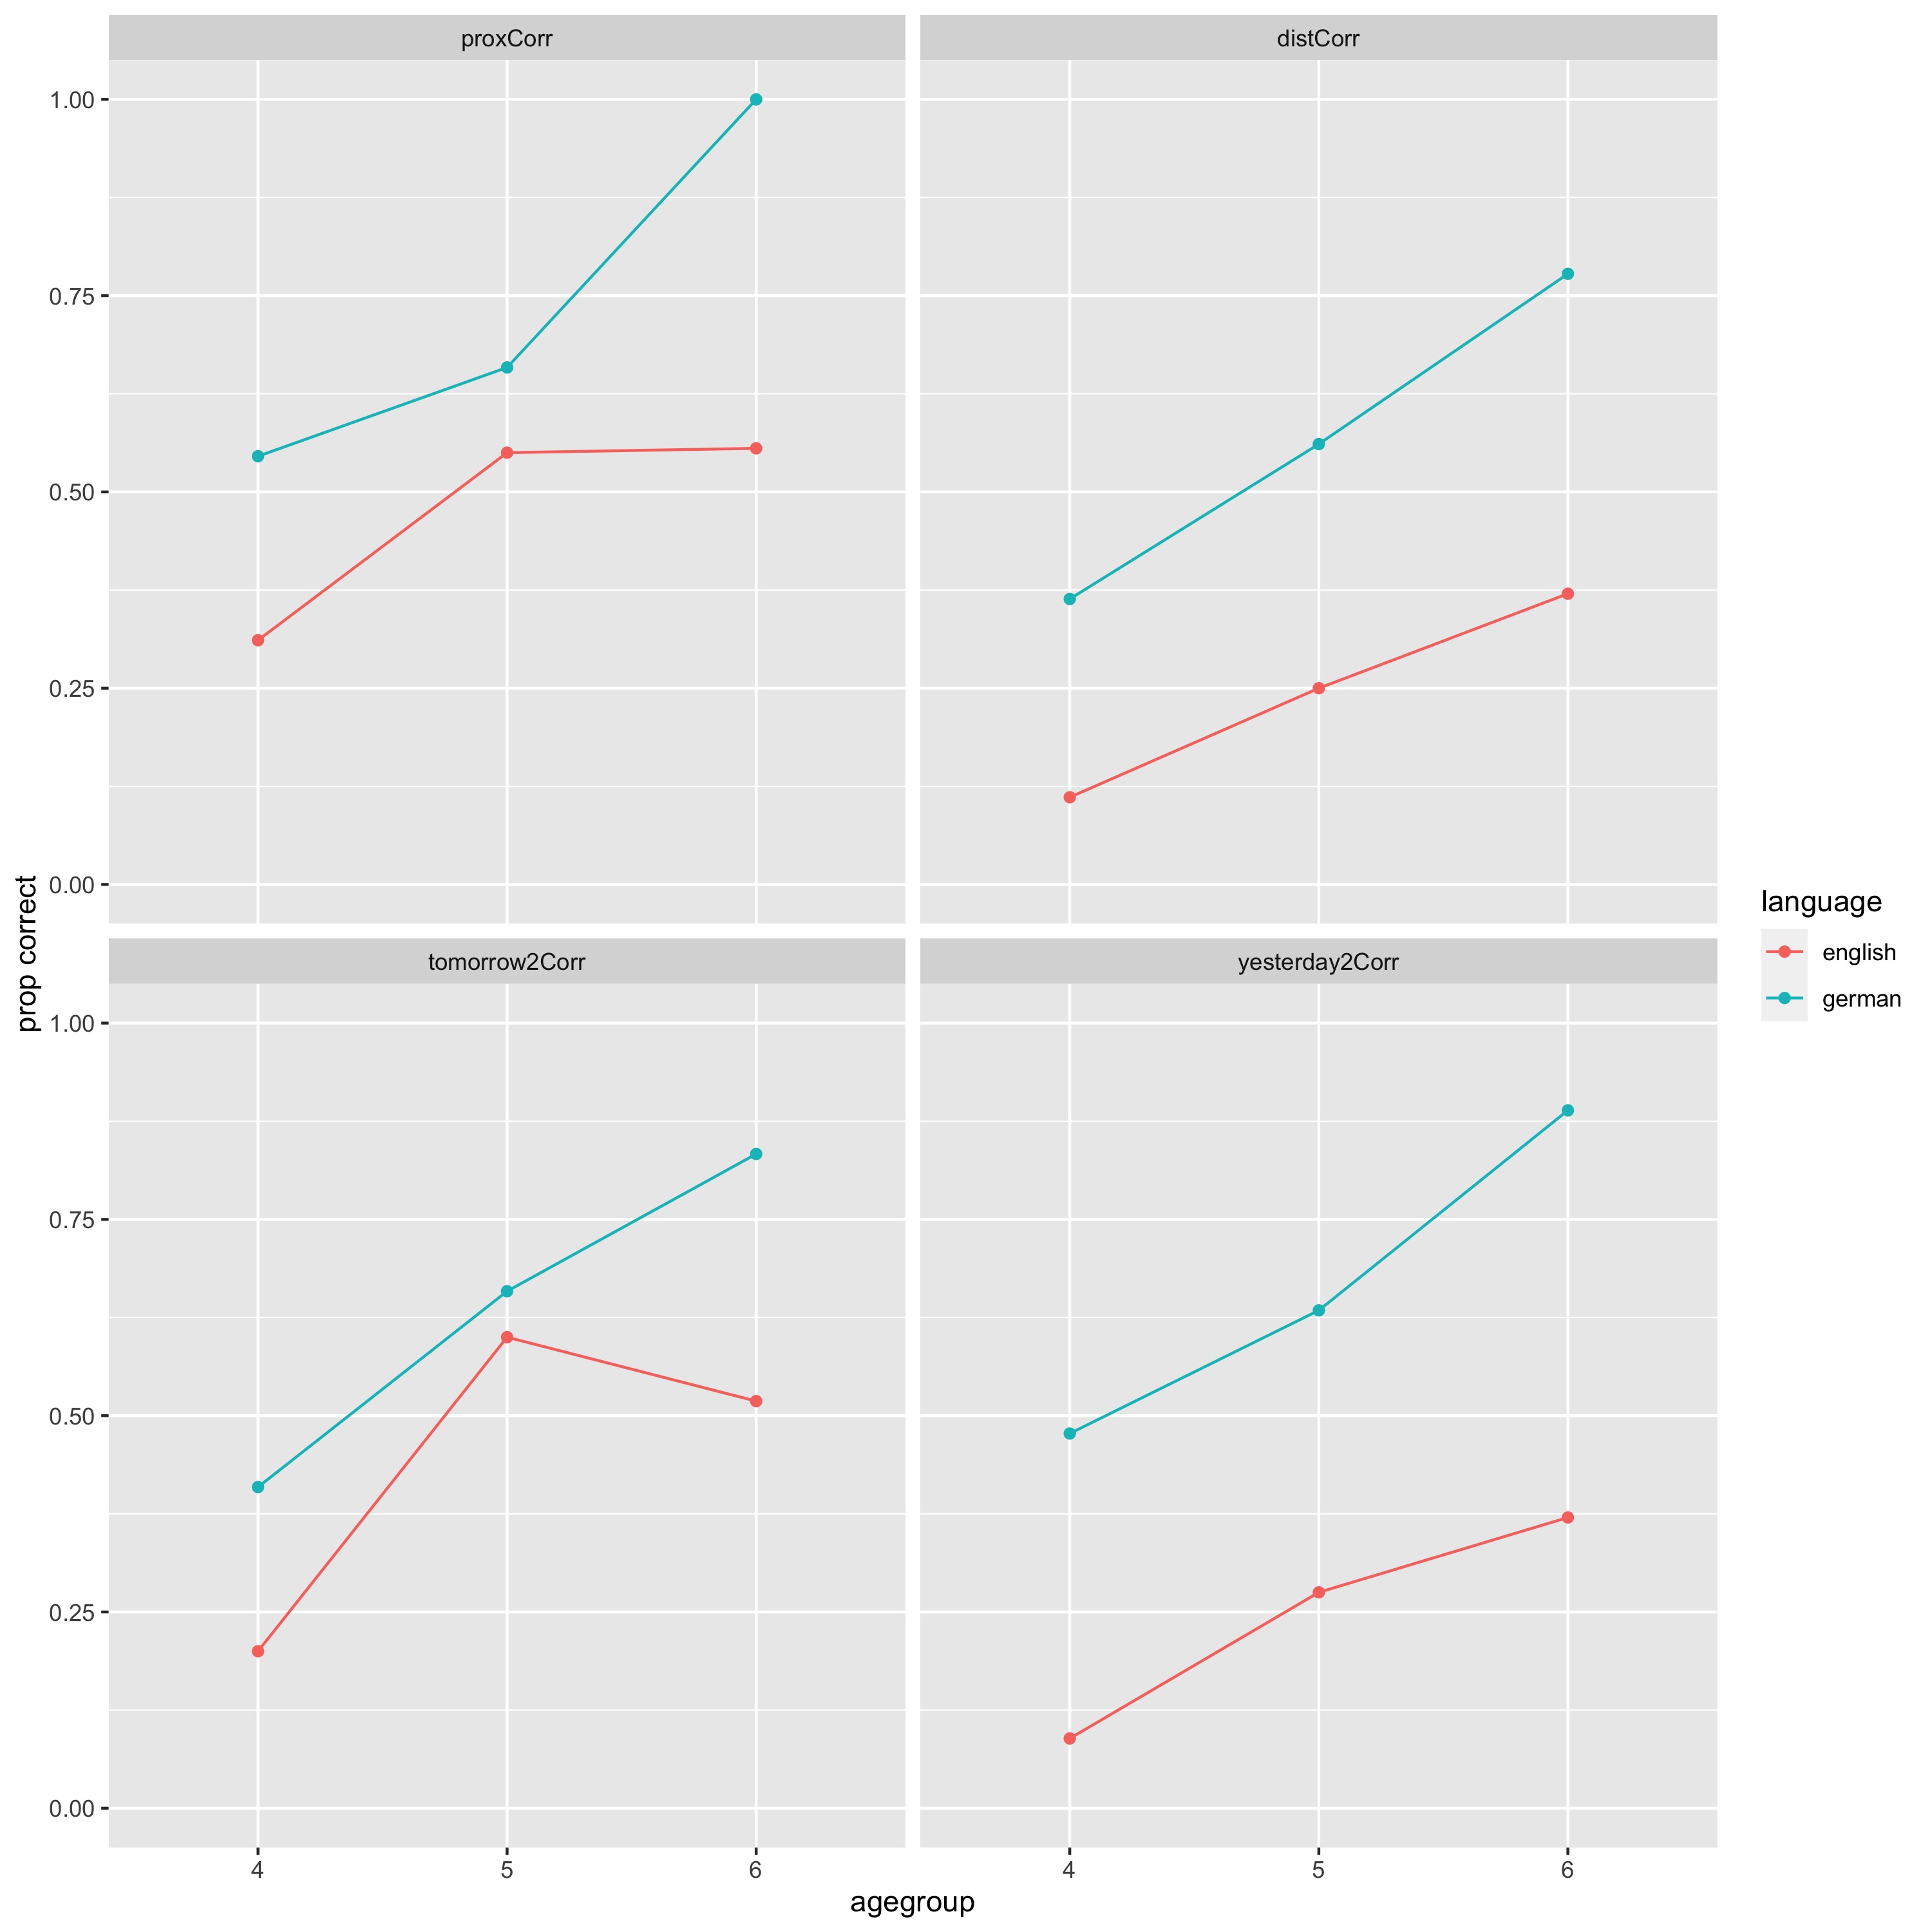 proxCorr
distCorr
1.00
0.75
0.50
0.25
0.00
tomorrow2Corr
yesterday2Corr
1.00
0.75
0.50
0.25
0.00
4
5
6
4
5
6
agegroup
prop correct
language
english
german